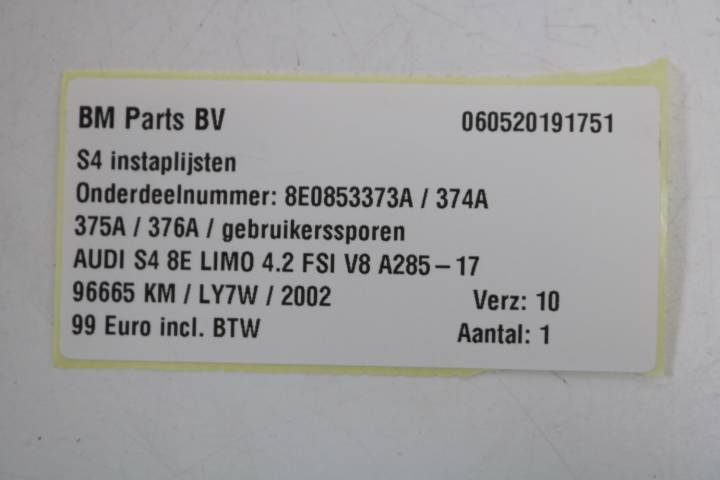 BM Parts BV 060520191751
S4 instaplijsten
Onderdeelnummer: 8E0853373A / 374A
375A / 376A / gebruikerssporen
AUDI S4 8E LIMO 4.2 FSI V8 A285-17
96665 KM / LY7W / 2002 Verz: 10
99 Euro incl. BTW Aantal: 1